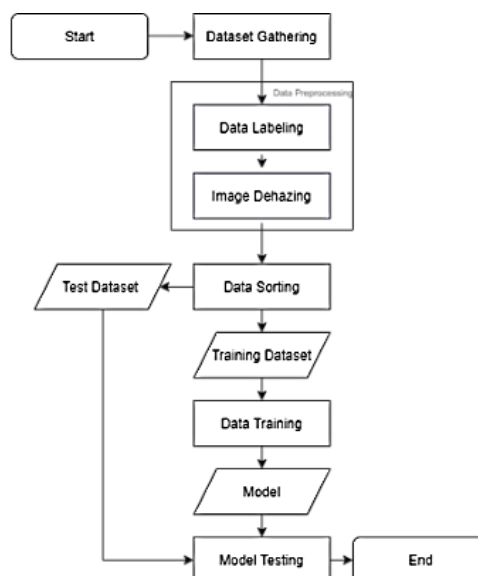 Start
Dataset Gathering
Data Preprocessing
Data Labeling
Image Dehazing
Test Dataset
Data Sorting
Training Dataset
Data Training
Model
Model Testing
End